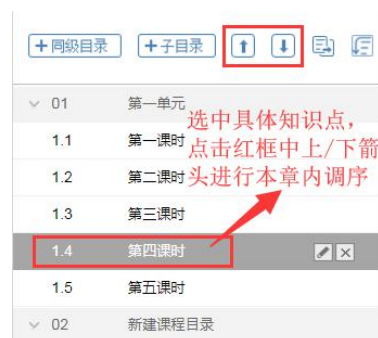 +同级目录 +子目录
01 第一单元
选中具体知识点，
1.1 第一课时
点击红框中上/下箭
1.2 第二课时
头进行本章内调序
1.3 第三课时
1.4 第四课时
1.5 第五课时
02 新建课程目录